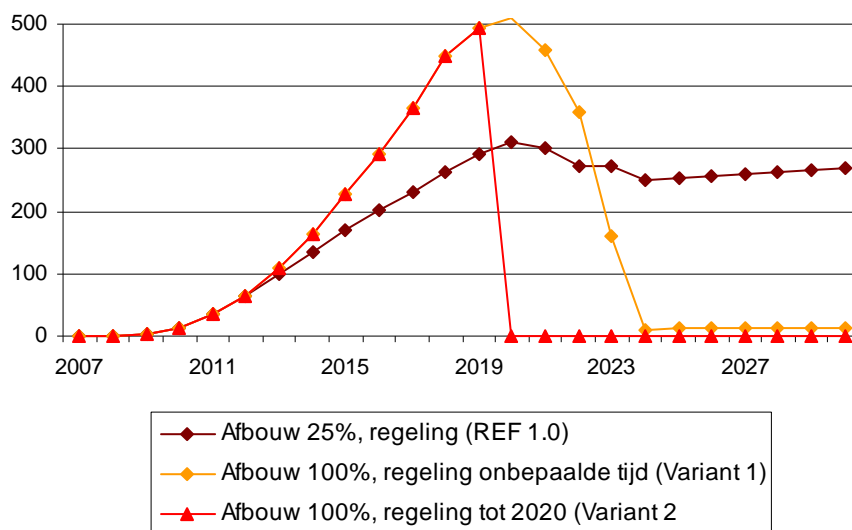 500
400
300
200
100
0
2007 2011 2015 2019 2023 2027
Afbouw 25%, regeling (REF 1.0)
Afbouw 100%, regeling onbepaalde tijd (Variant 1)
Afbouw 100%, regeling tot 2020 (Variant 2